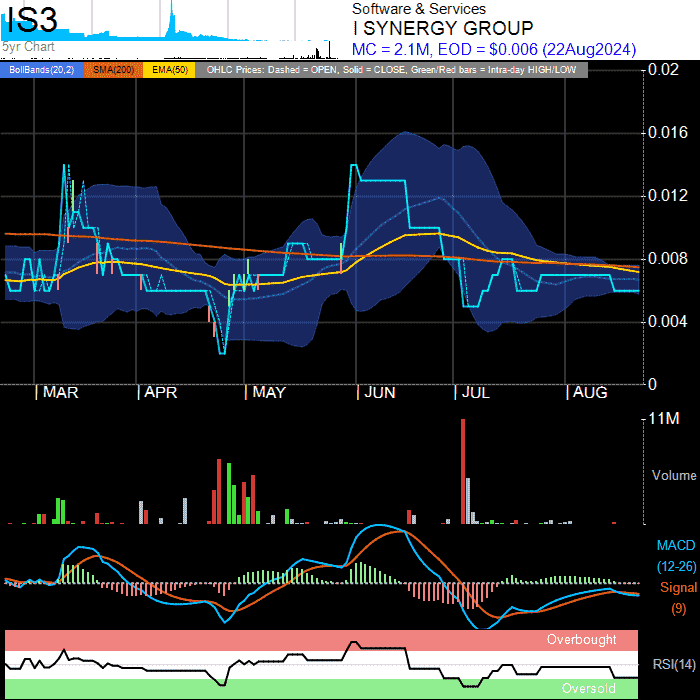 IS3
5yr Chart
Software & Services
I SYNERGY GROUP
MC = 2.1M, EOD = $0.006 (22Aug2024)
BollBands(20,2) SMA(200) EMA(50) OHLC Prices: Dashed = OPEN, Solid = CLOSE, Green/Red bars = Intra-day HIGH/LOW
0.02
0.016
0.012
0.008
0.004
0
MAR APR MAY JUN JUL AUG
11M
Volume
MACD
(12-26)
Signal
(9)
Overbought
RSI(14)
Oversold